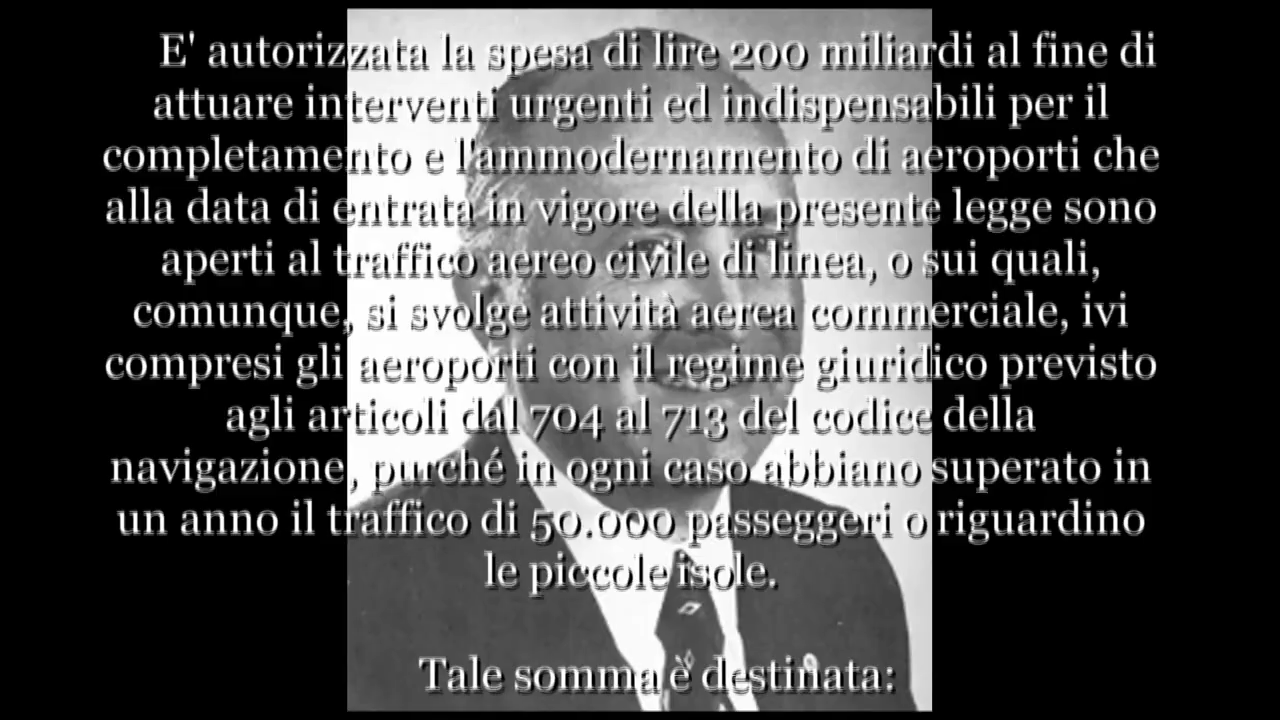 E' autorizzata la spesa di lire 200 miliardi al fine di
attuare interventi urgenti ed indispensabili per il
completamento e l'ammodernamento di aeroporti che
alla data di entrata in vigore della presente legge sono
aperti al traffico aereo civile di linea, o sui quali,
comunque, si svolge attività aerea commerciale, ivi
compresi gli aeroporti con il regime giuridico previsto
agli articoli dal 704 al 713 del codice della
navigazione, purché in ogni caso abbiano superato in
un anno il traffico di 50.000 passeggeri o riguardino
le piccole isole.
Tale somma è destinata: